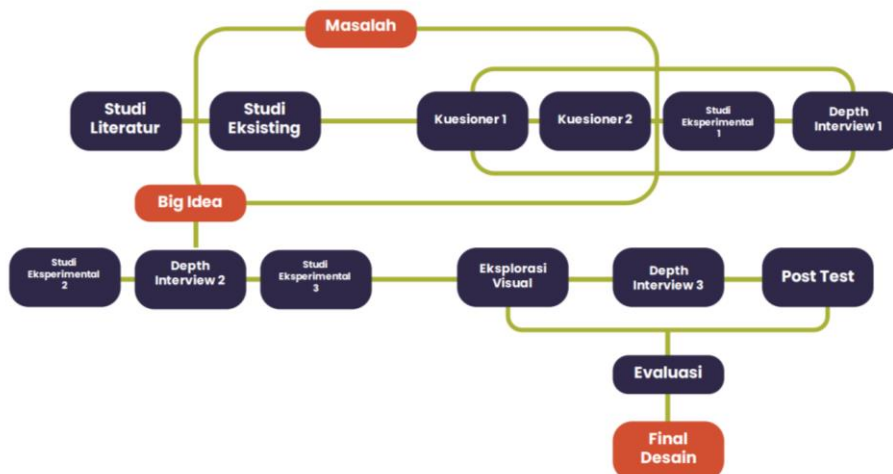 Masalah
Studi
Literatur
Studi
Eksisting
Kuesioner 1
Kuesioner 2
Studi
Eksperimental
1
Depth
Interview 1
Big Idea
Studi
Eksperimental
2
Depth
Interview 2
Studi
Eksperimental
3
Eksplorasi
Visual
Depth
Interview 3
Post Test
Evaluasi
Final
Desain